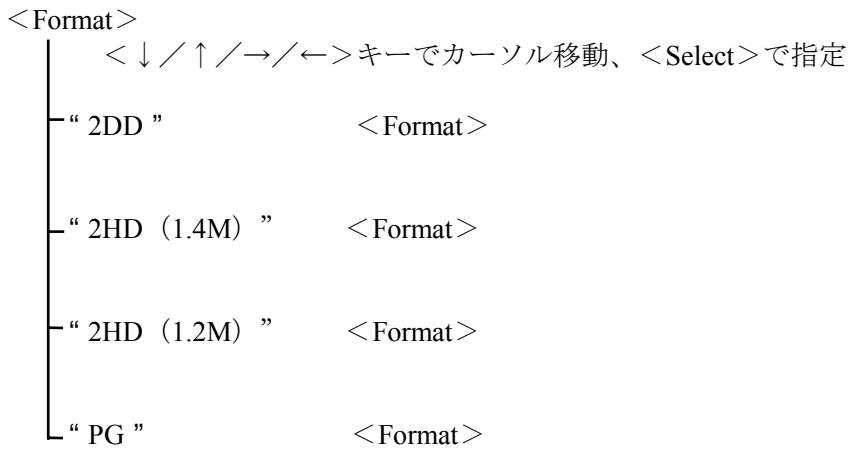 ＜Format＞
＜↓／↑／→／←＞キーでカーソル移動、＜Select＞で指定
“ 2DD ” ＜Format＞
“ 2HD（1.4M） ” ＜Format＞
“ 2HD（1.2M） ” ＜Format＞
“ PG ” ＜Format＞